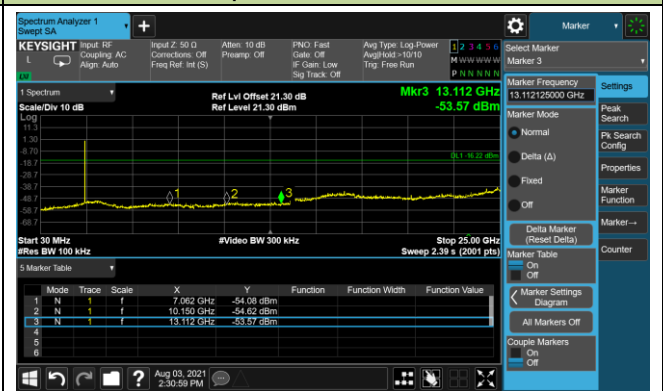 Spectrum Analyzer 1
Swept SA
+
Marker
KEYSIGHT
L
Input: RF
Coupling: AC
Align: Auto
Input Z: 50 Ω
Corrections: Off
Freq Ref: Int (S)
Atten: 10 dB
Preamp: Off
PNO: Fast
Gate: Off
IF Gain: Low
Sig Track: Off
Avg Type: Log-Power
Avg|Hold:>10/10
Trig: Free Run
1 2 3 4 5 6
M W W W W W
P N N N N N
Select Marker
Marker 3
1 Spectrum
Scale/Div 10 dB
Log
Ref Lvl Offset 21.30 dB
Ref Level 21.30 dBm
Mkr3 13.112 GHz
-53.57 dBm
11.3
1.30
-8.70
-18.7
-28.7
-38.7
-48.7
-58.7
-68.7
DL1 -16.22 dBm
1
2
3
Start 30 MHz
#Res BW 100 kHz
#Video BW 300 kHz
Stop 25.00 GHz
Sweep 2.39 s (2001 pts)
5 Marker Table
Mode Trace Scale X Y Function Function Width Function Value
1 N 1 f 7.062 GHz -54.08 dBm
2 N 1 f 10.150 GHz -54.62 dBm
3 N 1 f 13.112 GHz -53.57 dBm
4
5
6
Marker Frequency
13.112125000 GHz
Marker Mode
Normal
Delta (Δ)
Fixed
Off
Delta Marker
(Reset Delta)
Marker Table
On
Off
Marker Settings
Diagram
All Markers Off
Couple Markers
On
Off
Settings
Peak
Search
Pk Search
Config
Properties
Marker
Function
Marker→
Counter
?
Aug 03, 2021
2:30:59 PM